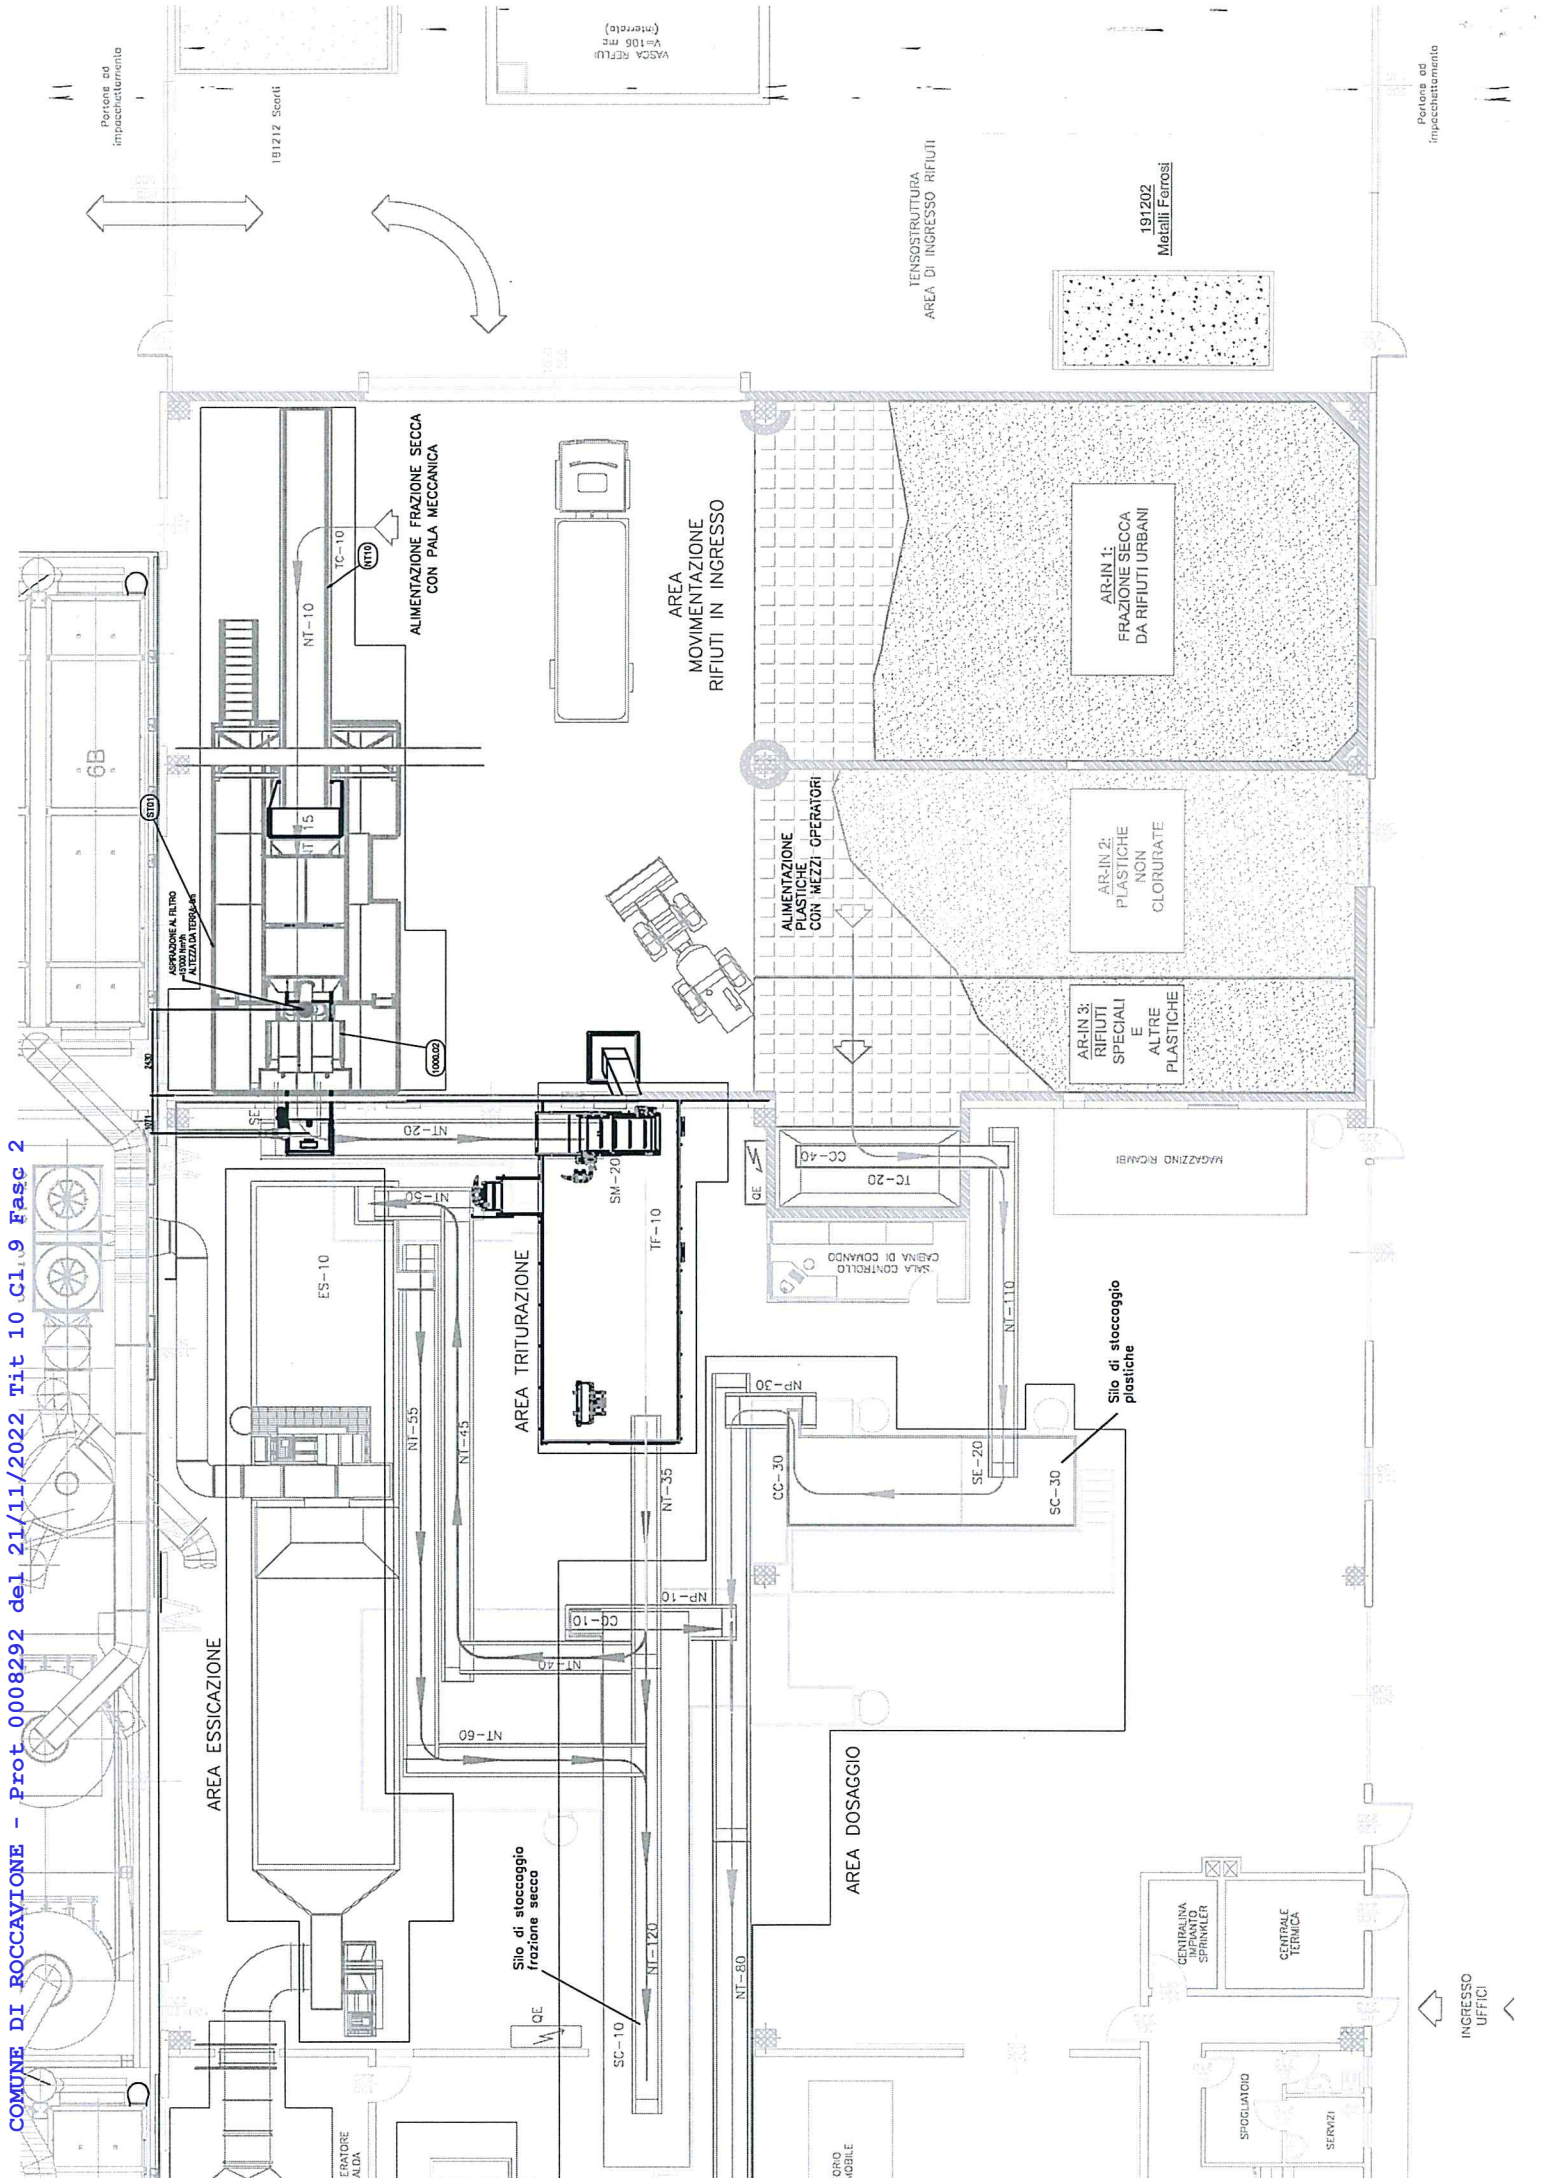 COMUNE DI ROCCAVIONE - Prot 0008292 del 21/11/2022 Tit 10 Cl 9 Fasc 2
Portone ad
impacchettamento
191212 Scarti
VASCA REFLUI
V=106 mc
(interrata)
TENSOSTRUTTURA
AREA DI INGRESSO RIFIUTI
191202
Metalli Ferrosi
Portone ad
impacchettamento
6B
ST01
ASPIRAZIONE AL FILTRO
NT-10
TC-10
NT10
ALIMENTAZIONE FRAZIONE SECCA
CON PALA MECCANICA
15
1000.02
2430
AREA
MOVIMENTAZIONE
RIFIUTI IN INGRESSO
ALIMENTAZIONE
PLASTICHE
CON MEZZI OPERATORI
AR-IN 1:
FRAZIONE SECCA
DA RIFIUTI URBANI
AR-IN 2:
PLASTICHE
NON
CLORURATE
AR-IN 3:
RIFIUTI
SPECIALI
E
ALTRE
PLASTICHE
SE
NT-20
NT-50
SM-20
TF-10
QE
CC-40
TC-20
MAGAZZINO RICAMBI
SALA CONTROLLO
CABINA DI COMANDO
NT-110
ES-10
AREA TRITURAZIONE
NT-55
NT-45
NT-35
NP-30
CC-30
SE-20
SC-30
Silo di stoccaggio
plastiche
NP-10
CC-10
NT-40
NT-60
AREA ESSICAZIONE
AREA DOSAGGIO
Silo di stoccaggio
frazione secca
NT-120
NT-80
QE
SC-10
CENTRALINA
IMPIANTO
SPRINKLER
CENTRALE
TERMICA
INGRESSO
UFFICI
SPOGLIATOIO
SERVIZI